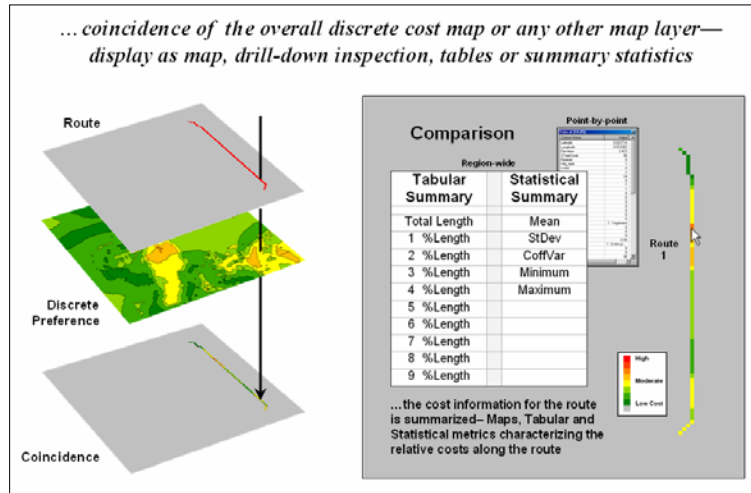 …coincidence of the overall discrete cost map or any other map layer—
display as map, drill-down inspection, tables or summary statistics
Route
Discrete
Preference
Coincidence
Point-by-point
Comparison
Region-wide
Tabular
Summary
Statistical
Summary
Total Length
Mean
1 %Length
StDev
2 %Length
CoffVar
3 %Length
Minimum
4 %Length
Maximum
5 %Length
6 %Length
7 %Length
8 %Length
9 %Length
Route
1
High
Moderate
Low Cost
…the cost information for the route
is summarized– Maps, Tabular and
Statistical metrics characterizing the
relative costs along the route